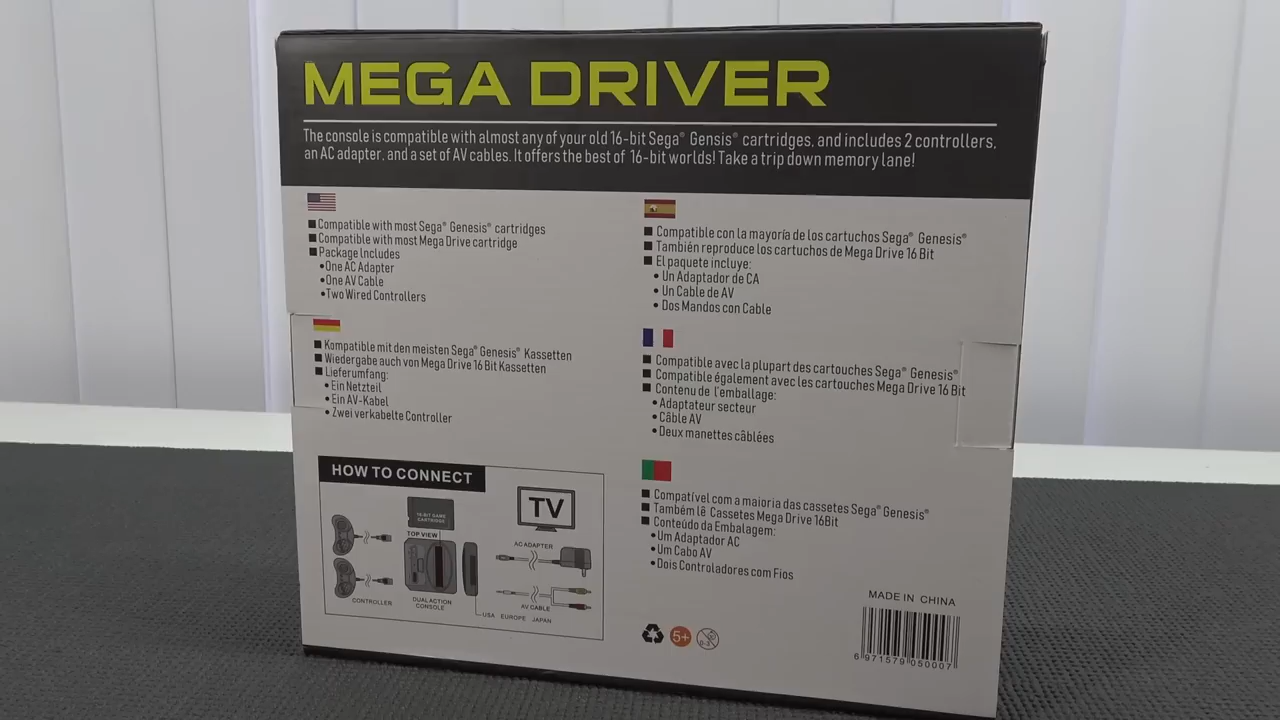 MEGA DRIVER
The console is compatible with almost any of your old 16-bit Sega® Gensis® cartridges, and includes 2 controllers,
an AC adapter, and a set of AV cables. It offers the best of 16-bit worlds! Take a trip down memory lane!
Compatible with most Sega® Genesis® cartridges
Compatible with most Mega Drive cartridge
Package Includes
•One AC Adapter
•One AV Cable
•Two Wired Controllers
Kompatible mit den meisten Sega® Genesis® Kassetten
Wiedergabe auch von Mega Drive 16 Bit Kassetten
Lieferumfang:
• Ein Netzteil
• Ein AV-Kabel
• Zwei verkabelte Controller
Compatible con la mayoría de los cartuchos Sega® Genesis®
También reproduce los cartuchos de Mega Drive 16 Bit
El paquete incluye:
• Un Adaptador de CA
• Un Cable de AV
• Dos Mandos con Cable
Compatible avec la plupart des cartouches Sega® Genesis®
Compatible également avec les cartouches Mega Drive 16 Bit
Contenu de l'emballage:
• Adaptateur secteur
• Câble AV
• Deux manettes câblées
Compatível com a maioria das cassetes Sega® Genesis®
Também lê Cassetes Mega Drive 16Bit
Conteúdo da Embalagem:
•Um Adaptador AC
•Um Cabo AV
•Dois Controladores com Fios
HOW TO CONNECT
16-BIT GAME
CARTRIDGE
TV
TOP VIEW
AC ADAPTER
CONTROLLER
DUAL ACTION
CONSOLE
AV CABLE
USA EUROPE JAPAN
5+
0-3
MADE IN CHINA
6 971579 050007